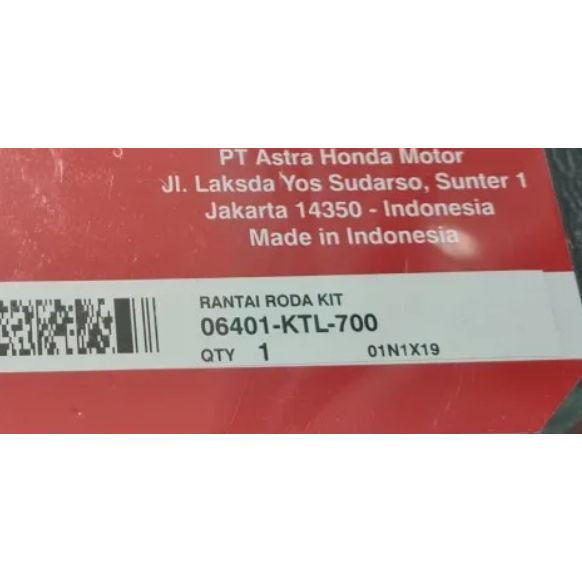 PT Astra Honda Motor
Jl. Laksda Yos Sudarso, Sunter 1
Jakarta 14350 - Indonesia
Made in Indonesia
RANTAI RODA KIT
06401-KTL-700
QTY 1 01N1X19